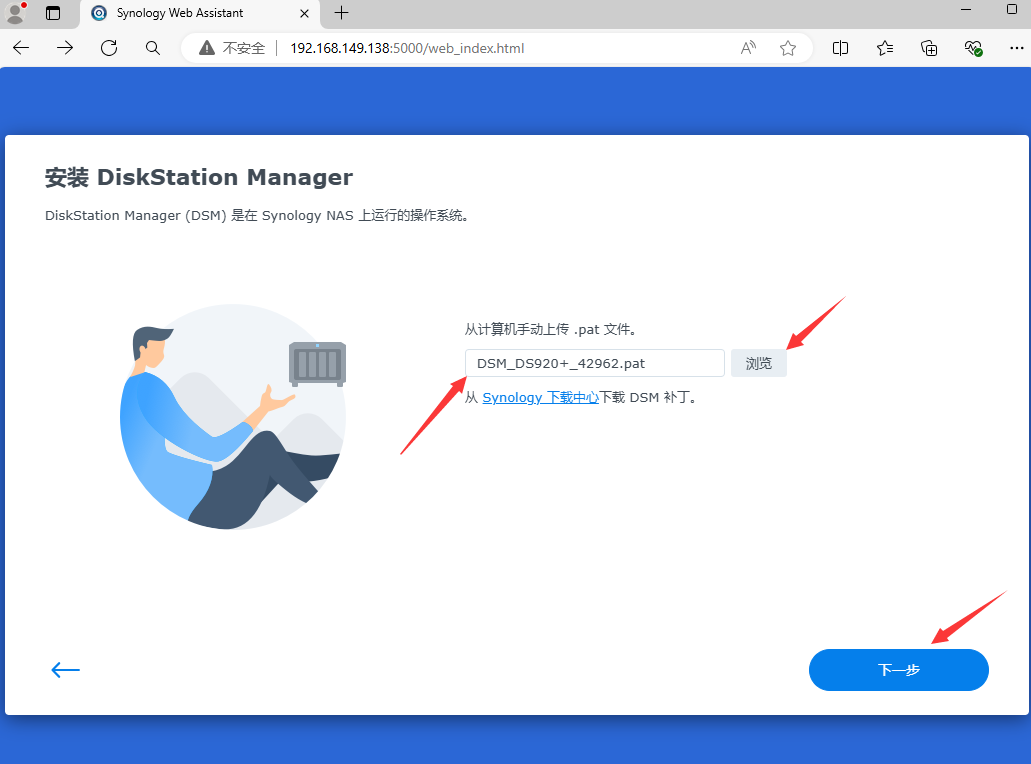 Synology Web Assistant
不安全
192.168.149.138:5000/web_index.html
安装 DiskStation Manager
DiskStation Manager (DSM) 是在 Synology NAS 上运行的操作系统。
从计算机手动上传 .pat 文件。
DSM_DS920+_42962.pat
浏览
从 Synology 下载中心下载 DSM 补丁。
下一步